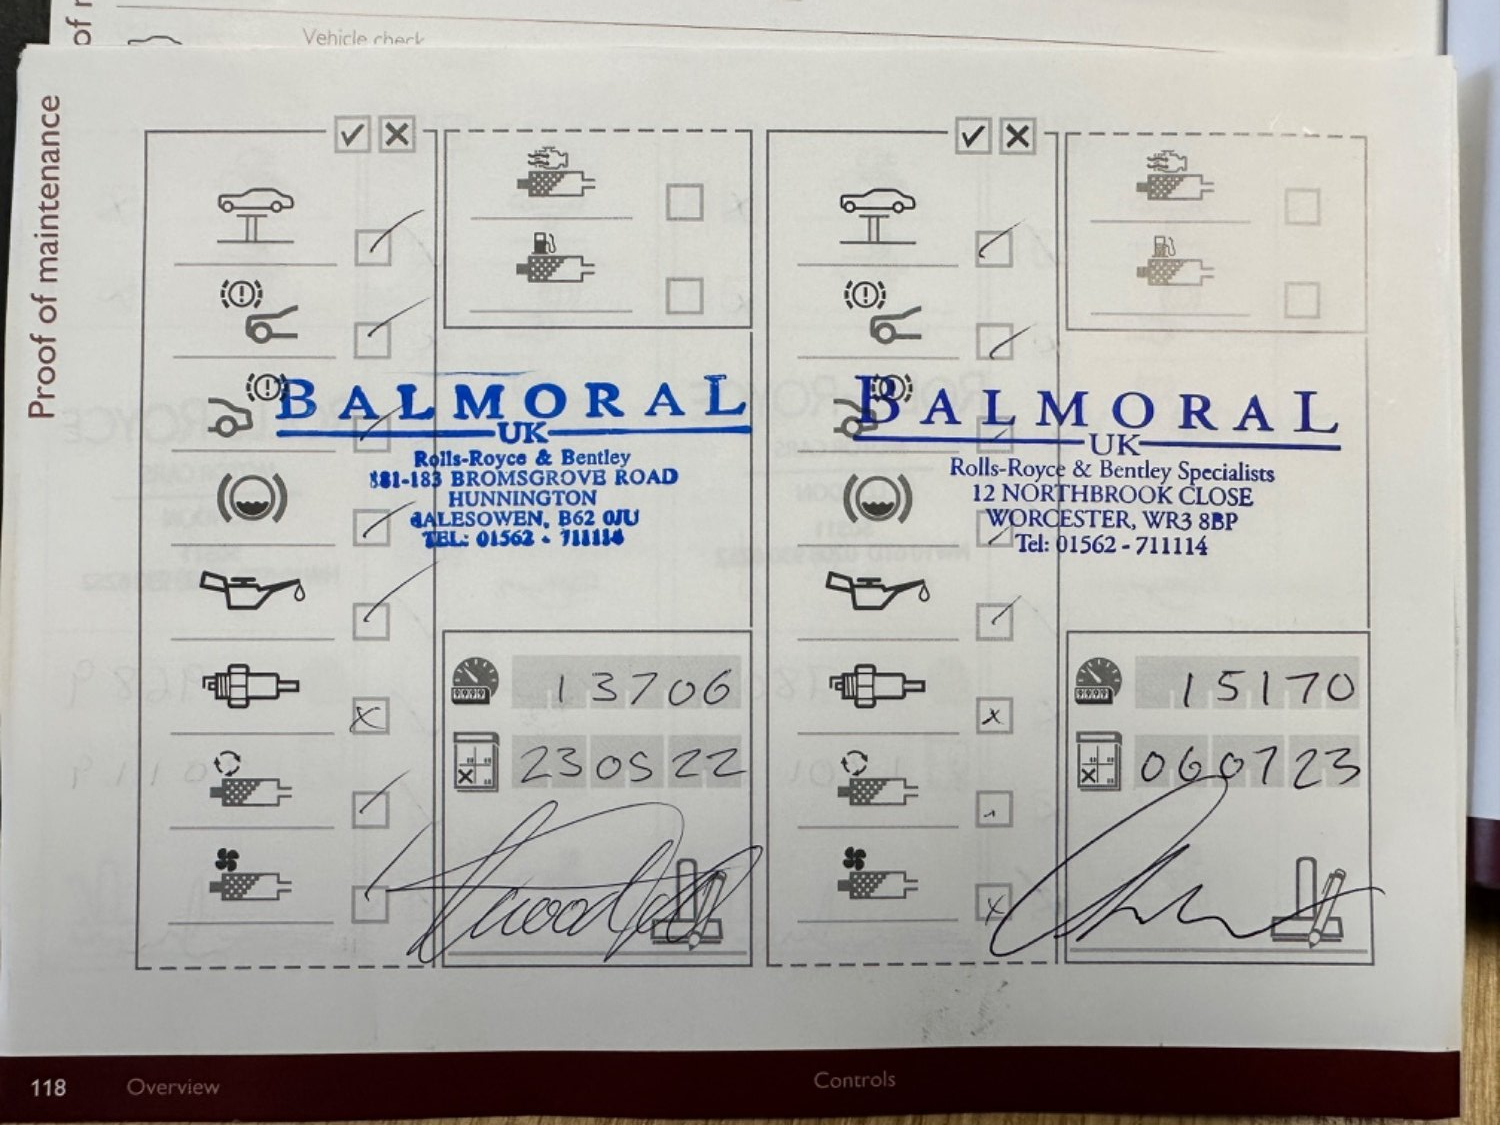 Vehicle check
Proof of maintenance
BALMORAL
UK
Rolls-Royce & Bentley
181-183 BROMSGROVE ROAD
HUNNINGTON
HALESOWEN, B62 0JU
TEL: 01562 - 711114
13706
230522
BALMORAL
UK
Rolls-Royce & Bentley Specialists
12 NORTHBROOK CLOSE
WORCESTER, WR3 8BP
Tel: 01562 - 711114
15170
060723
118 Overview
Controls